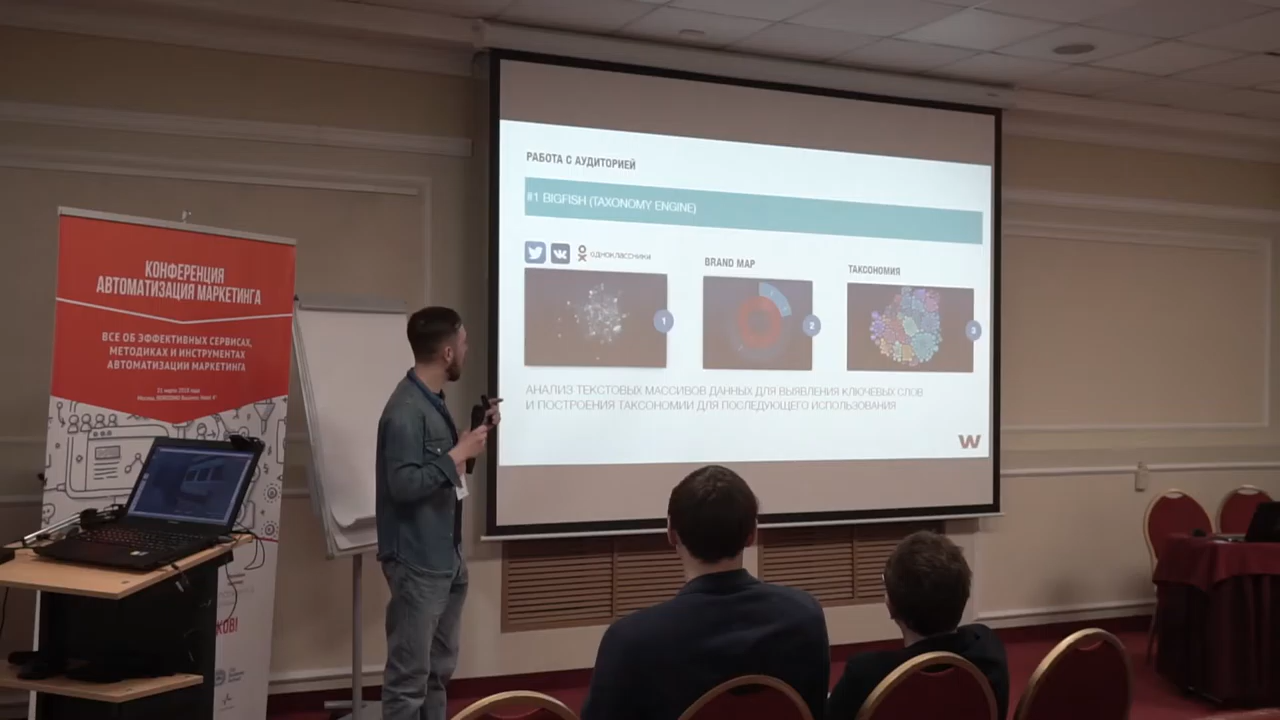 КОНФЕРЕНЦИЯ
АВТОМАТИЗАЦИЯ МАРКЕТИНГА
ВСЕ ОБ ЭФФЕКТИВНЫХ СЕРВИСАХ,
МЕТОДИКАХ И ИНСТРУМЕНТАХ
АВТОМАТИЗАЦИИ МАРКЕТИНГА
РАБОТА С АУДИТОРИЕЙ
#1 BIGFISH (TAXONOMY ENGINE)
одноклассники
BRAND MAP
ТАКСОНОМИЯ
1
2
3
АНАЛИЗ ТЕКСТОВЫХ МАССИВОВ ДАННЫХ ДЛЯ ВЫЯВЛЕНИЯ КЛЮЧЕВЫХ СЛОВ
И ПОСТРОЕНИЯ ТАКСОНОМИИ ДЛЯ ПОСЛЕДУЮЩЕГО ИСПОЛЬЗОВАНИЯ
W